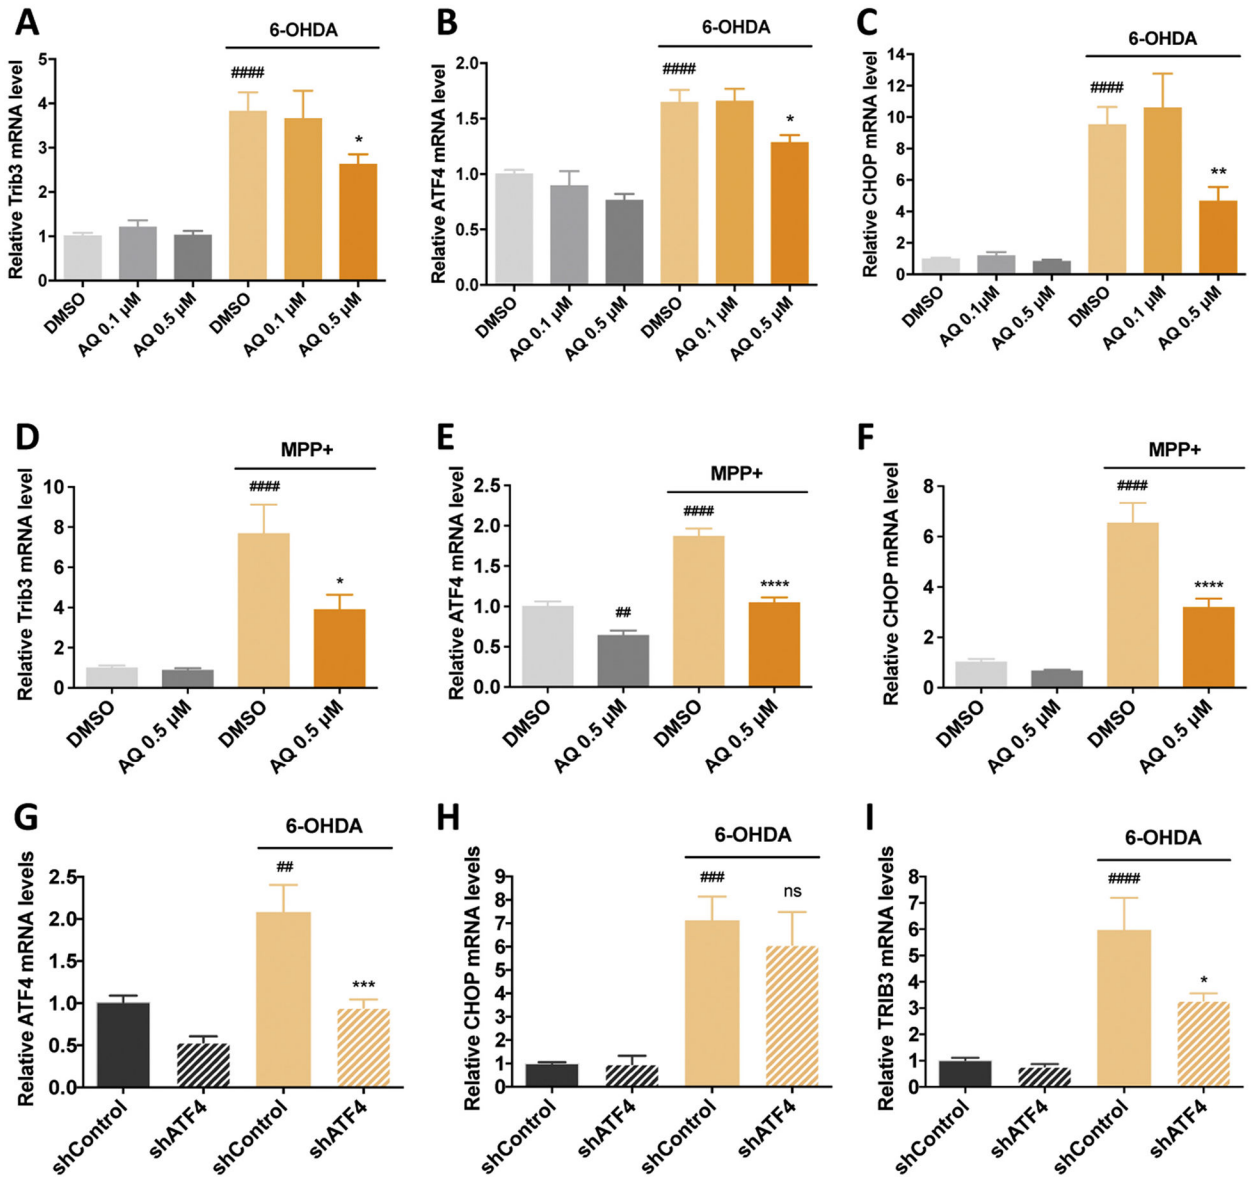 A
6-OHDA
####
*
Relative Trib3 mRNA level
5
4
3
2
1
0
DMSO
AQ 0.1 µM
AQ 0.5 µM
DMSO
AQ 0.1 µM
AQ 0.5 µM
B
6-OHDA
####
*
Relative ATF4 mRNA level
2.0
1.5
1.0
0.5
0.0
DMSO
AQ 0.1 µM
AQ 0.5 µM
DMSO
AQ 0.1 µM
AQ 0.5 µM
C
6-OHDA
####
**
Relative CHOP mRNA level
14
12
10
8
6
4
2
0
DMSO
AQ 0.1µM
AQ 0.5 µM
DMSO
AQ 0.1 µM
AQ 0.5 µM
D
MPP+
####
*
Relative Trib3 mRNA level
10
8
6
4
2
0
DMSO
AQ 0.5 µM
DMSO
AQ 0.5 µM
E
MPP+
####
##
****
Relative ATF4 mRNA level
2.5
2.0
1.5
1.0
0.5
0.0
DMSO
AQ 0.5 µM
DMSO
AQ 0.5 µM
F
MPP+
####
****
Relative CHOP mRNA level
8
6
4
2
0
DMSO
AQ 0.5 µM
DMSO
AQ 0.5 µM
G
6-OHDA
##
***
Relative ATF4 mRNA levels
2.5
2.0
1.5
1.0
0.5
0.0
shControl
shATF4
shControl
shATF4
H
6-OHDA
###
ns
Relative CHOP mRNA levels
9
8
7
6
5
4
3
2
1
0
shControl
shATF4
shControl
shATF4
I
6-OHDA
####
*
Relative TRIB3 mRNA levels
8
7
6
5
4
3
2
1
0
shControl
shATF4
shControl
shATF4